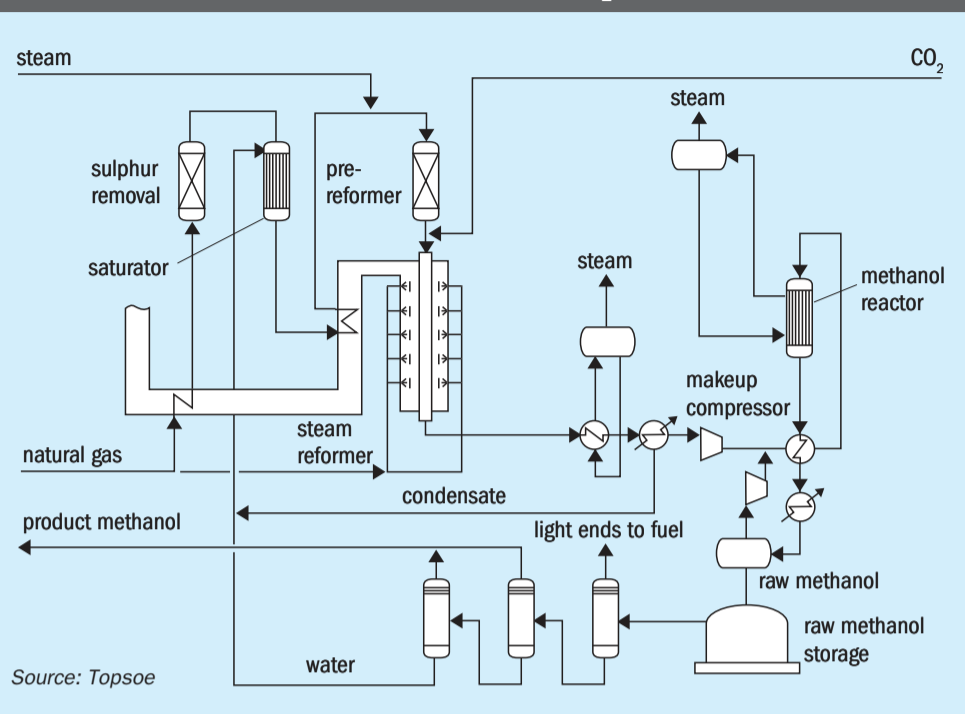 steam
CO₂
steam
sulphur
removal
pre-
reformer
saturator
steam
methanol
reactor
makeup
compressor
steam
reformer
natural gas
condensate
product methanol
light ends to fuel
raw methanol
raw methanol
storage
water
Source: Topsoe